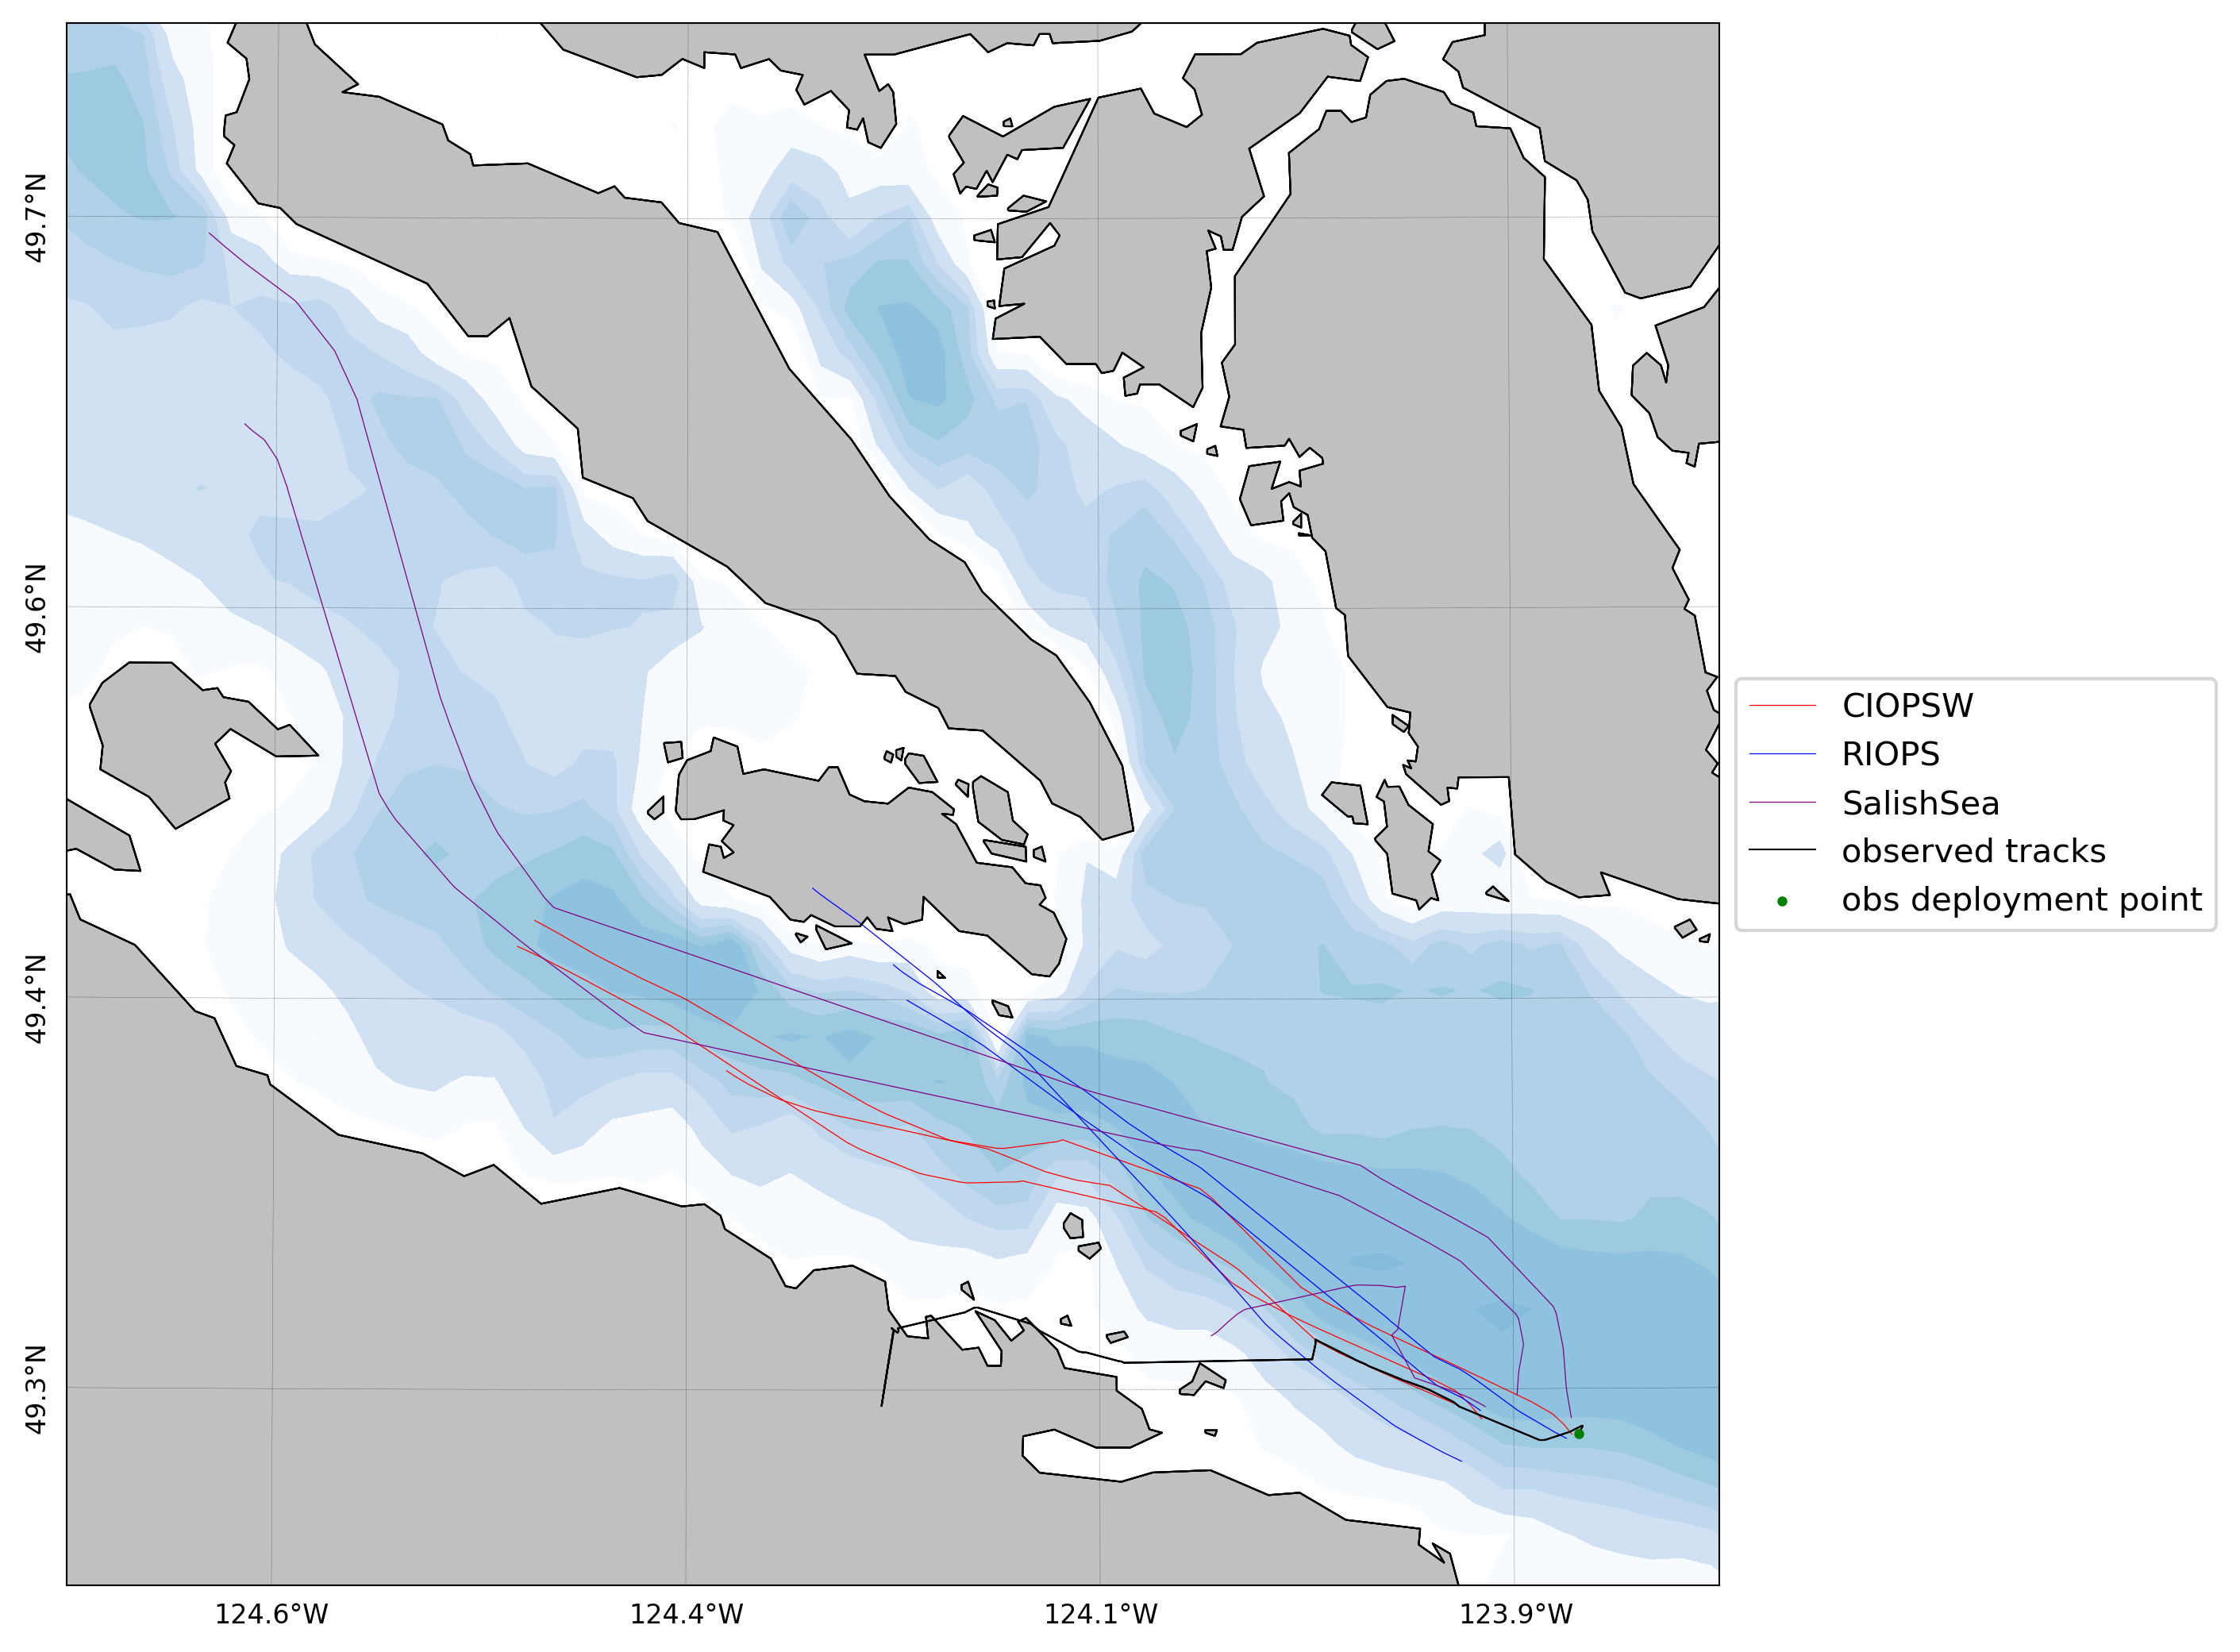 49.7°N
49.6°N
49.4°N
49.3°N
124.6°W
124.4°W
124.1°W
123.9°W
CIOPSW
RIOPS
SalishSea
observed tracks
obs deployment point